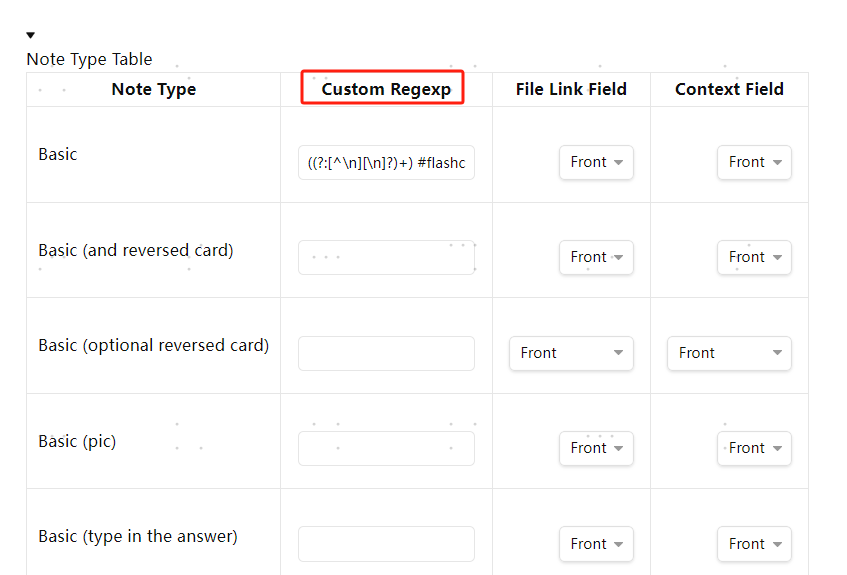 Note Type Table
Note Type Custom Regexp File Link Field Context Field
Basic ((?:[^\n][\n]?)+) #flashc Front Front
Basic (and reversed card) Front Front
Basic (optional reversed card) Front Front
Basic (pic) Front Front
Basic (type in the answer) Front Front